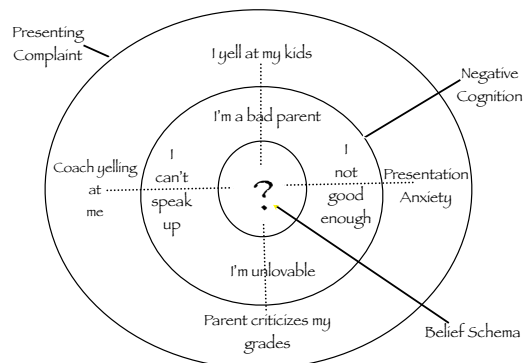 Presenting
Complaint
I yell at my kids
Negative
Cognition
I'm a bad parent
Coach yelling
at
me
I
can't
speak
up
?
I
not
good
enough
Presentation
Anxiety
I'm unlovable
Parent criticizes my
grades
Belief Schema